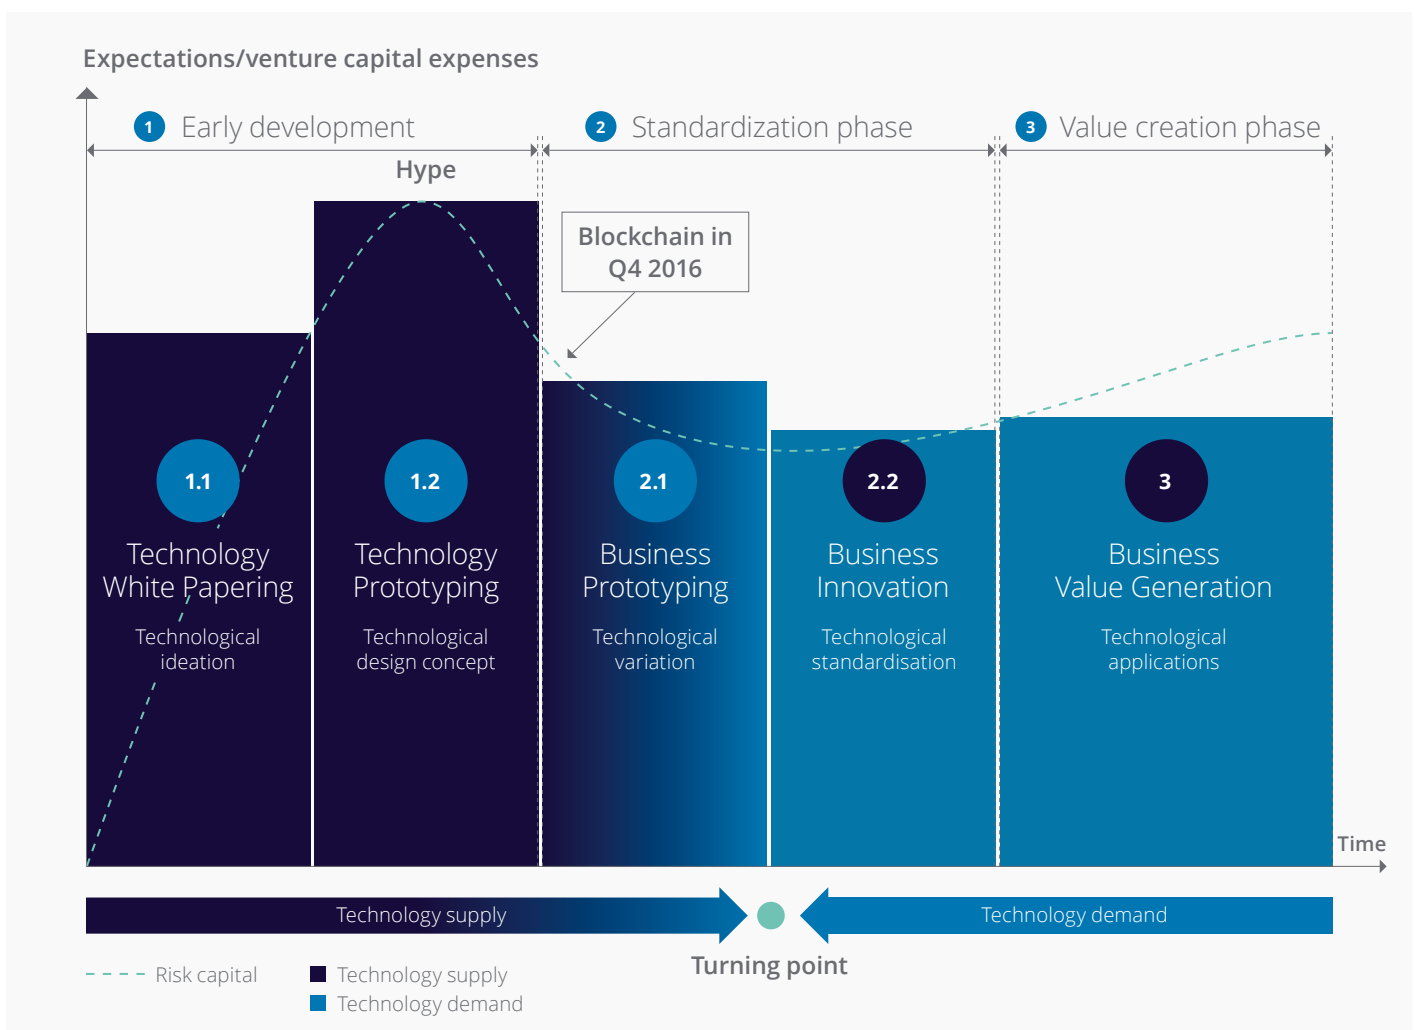 Expectations/venture capital expenses
1 Early development
2 Standardization phase
3 Value creation phase
Hype
Blockchain in
Q4 2016
1.1
Technology
White Papering
Technological
ideation
1.2
Technology
Prototyping
Technological
design concept
2.1
Business
Prototyping
Technological
variation
2.2
Business
Innovation
Technological
standardisation
3
Business
Value Generation
Technological
applications
Time
Technology supply
Technology demand
Turning point
Risk capital
Technology supply
Technology demand